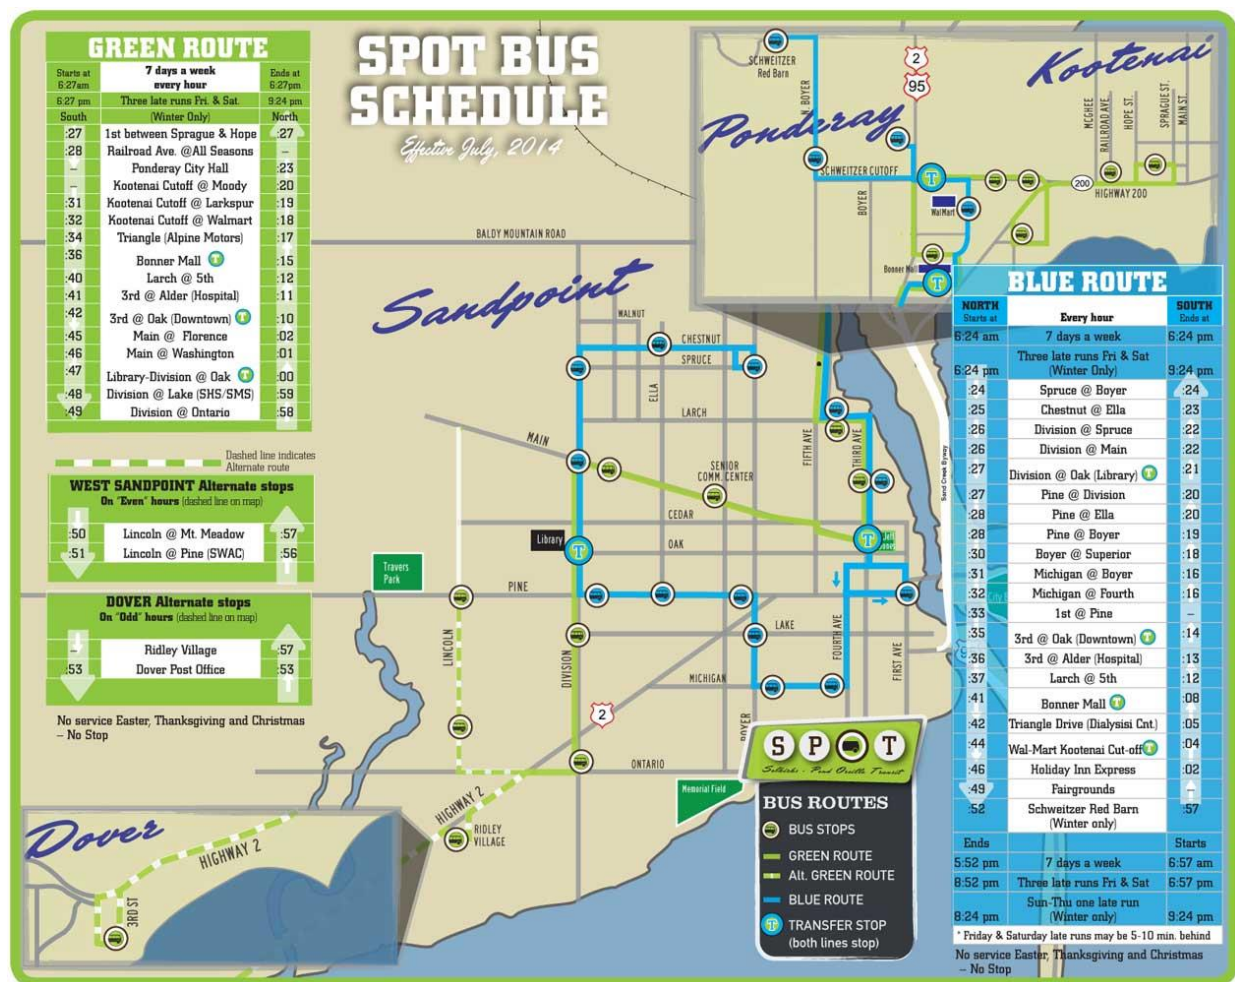 SPOT BUS
SCHEDULE
Effective July, 2014
GREEN ROUTE
Starts at 6:27am | 7 days a week every hour | Ends at 6:27pm
6:27 pm | Three late runs Fri. & Sat. | 9:24 pm
South | (Winter Only) | North
:27 | 1st between Sprague & Hope | :27
:28 | Railroad Ave. @All Seasons | –
– | Ponderay City Hall | :23
– | Kootenai Cutoff @ Moody | :20
:31 | Kootenai Cutoff @ Larkspur | :19
:32 | Kootenai Cutoff @ Walmart | :18
:34 | Triangle (Alpine Motors) | :17
:36 | Bonner Mall T | :15
:40 | Larch @ 5th | :12
:41 | 3rd @ Alder (Hospital) | :11
:42 | 3rd @ Oak (Downtown) T | :10
:45 | Main @ Florence | :02
:46 | Main @ Washington | :01
:47 | Library-Division @ Oak T | :00
:48 | Division @ Lake (SHS/SMS) | :59
:49 | Division @ Ontario | :58
Dashed line indicates
Alternate route
WEST SANDPOINT Alternate stops
On "Even" hours (dashed line on map)
:50 | Lincoln @ Mt. Meadow | :57
:51 | Lincoln @ Pine (SWAC) | :56
DOVER Alternate stops
On "Odd" hours (dashed line on map)
– | Ridley Village | :57
:53 | Dover Post Office | :53
No service Easter, Thanksgiving and Christmas
– No Stop
Ponderay
Kootenai
SCHWEITZER
Red Barn
N. BOYER
2
95
SCHWEITZER CUTOFF
BOYER
T
WalMart
Bonner Mall
T
MCGHEE
RAILROAD AVE.
HOPE ST.
SPRAGUE ST.
MAIN ST.
200
HIGHWAY 200
Sandpoint
BALDY MOUNTAIN ROAD
WALNUT
CHESTNUT
SPRUCE
ELLA
LARCH
MAIN
FIFTH AVE
THIRD AVE
Sand Creek Byway
SENIOR
COMM. CENTER
CEDAR
OAK
Library
T
T
Travers
Park
PINE
LINCOLN
DIVISION
LAKE
FOURTH AVE
FIRST AVE
MICHIGAN
2
BOYER
ONTARIO
Memorial Field
HIGHWAY 2
RIDLEY
VILLAGE
Dover
HIGHWAY 2
3RD ST
SPOT
Selkirks - Pend Oreille Transit
BUS ROUTES
BUS STOPS
GREEN ROUTE
Alt. GREEN ROUTE
BLUE ROUTE
T TRANSFER STOP
(both lines stop)
BLUE ROUTE
NORTH Starts at | Every hour | SOUTH Ends at
6:24 am | 7 days a week | 6:24 pm
6:24 pm | Three late runs Fri & Sat (Winter Only) | 9:24 pm
:24 | Spruce @ Boyer | :24
:25 | Chestnut @ Ella | :23
:26 | Division @ Spruce | :22
:26 | Division @ Main | :22
:27 | Division @ Oak (Library) T | :21
:27 | Pine @ Division | :20
:28 | Pine @ Ella | :20
:28 | Pine @ Boyer | :19
:30 | Boyer @ Superior | :18
:31 | Michigan @ Boyer | :16
:32 | Michigan @ Fourth | :16
:33 | 1st @ Pine | –
:35 | 3rd @ Oak (Downtown) T | :14
:36 | 3rd @ Alder (Hospital) | :13
:37 | Larch @ 5th | :12
:41 | Bonner Mall T | :08
:42 | Triangle Drive (Dialysisi Cnt.) | :05
:44 | Wal-Mart Kootenai Cut-off T | :04
:46 | Holiday Inn Express | :02
:49 | Fairgrounds | –
:52 | Schweitzer Red Barn (Winter only) | :57
Ends | Starts
5:52 pm | 7 days a week | 6:57 am
8:52 pm | Three late runs Fri & Sat | 6:57 pm
8:24 pm | Sun-Thu one late run (Winter only) | 9:24 pm
* Friday & Saturday late runs may be 5-10 min. behind
No service Easter, Thanksgiving and Christmas
– No Stop